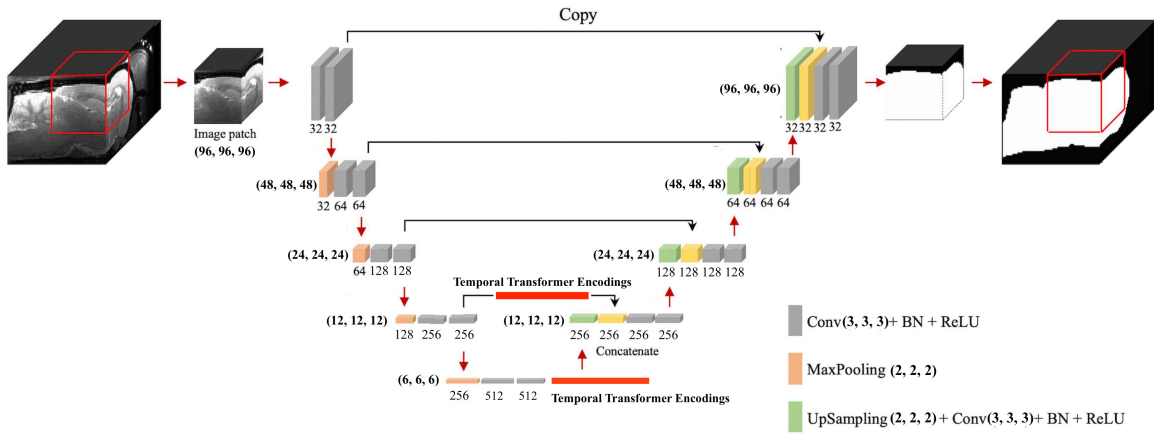 Copy
Image patch
(96, 96, 96)
32 32
(96, 96, 96)
32 32 32 32
(48, 48, 48)
32 64 64
(48, 48, 48)
64 64 64 64
(24, 24, 24)
64 128 128
(24, 24, 24)
128 128 128 128
Temporal Transformer Encodings
(12, 12, 12)
128 256 256
(12, 12, 12)
256 256 256 256
Concatenate
(6, 6, 6)
256 512 512
Temporal Transformer Encodings
Conv(3, 3, 3)+ BN + ReLU
MaxPooling (2, 2, 2)
UpSampling (2, 2, 2) + Conv(3, 3, 3)+ BN + ReLU